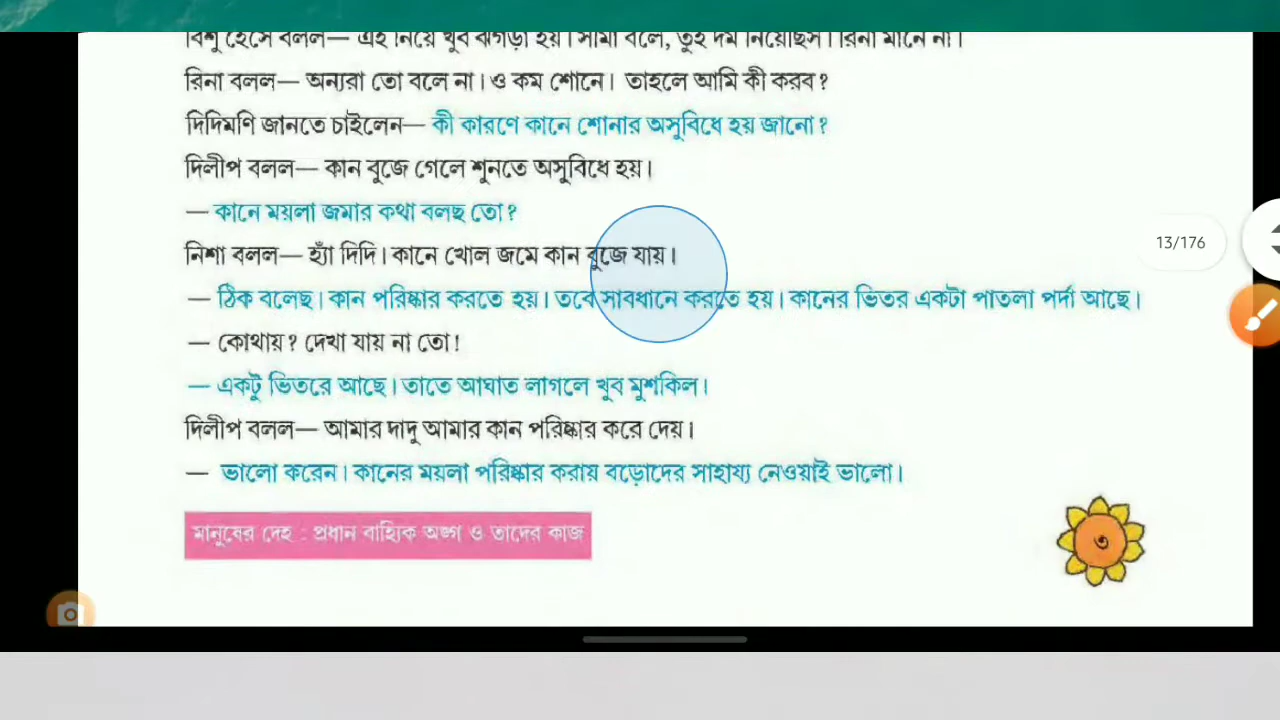 বিশু হেসে বলল— এই নিয়ে খুব ঝগড়া হয়। সীমা বলে, তুই দম নিয়েছিস। রিনা মানে না।
রিনা বলল— অন্যরা তো বলে না। ও কম শোনে। তাহলে আমি কী করব?
দিদিমণি জানতে চাইলেন— কী কারণে কানে শোনার অসুবিধে হয় জানো?
দিলীপ বলল— কান বুজে গেলে শুনতে অসুবিধে হয়।
— কানে ময়লা জমার কথা বলছ তো?
নিশা বলল— হ্যাঁ দিদি। কানে খোল জমে কান বুজে যায়।
13/176
— ঠিক বলেছ। কান পরিষ্কার করতে হয়। তবে সাবধানে করতে হয়। কানের ভিতর একটা পাতলা পর্দা আছে।
— কোথায়? দেখা যায় না তো!
— একটু ভিতরে আছে। তাতে আঘাত লাগলে খুব মুশকিল।
দিলীপ বলল— আমার দাদু আমার কান পরিষ্কার করে দেয়।
— ভালো করেন। কানের ময়লা পরিষ্কার করায় বড়োদের সাহায্য নেওয়াই ভালো।
মানুষের দেহ : প্রধান বাহ্যিক অঙ্গ ও তাদের কাজ
৩